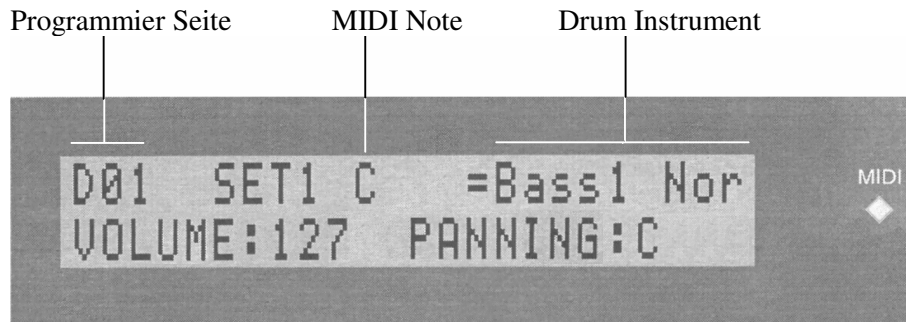 Programmier Seite MIDI Note Drum Instrument
D01 SET1 C =Bass1 Nor
MIDI
VOLUME:127 PANNING:C